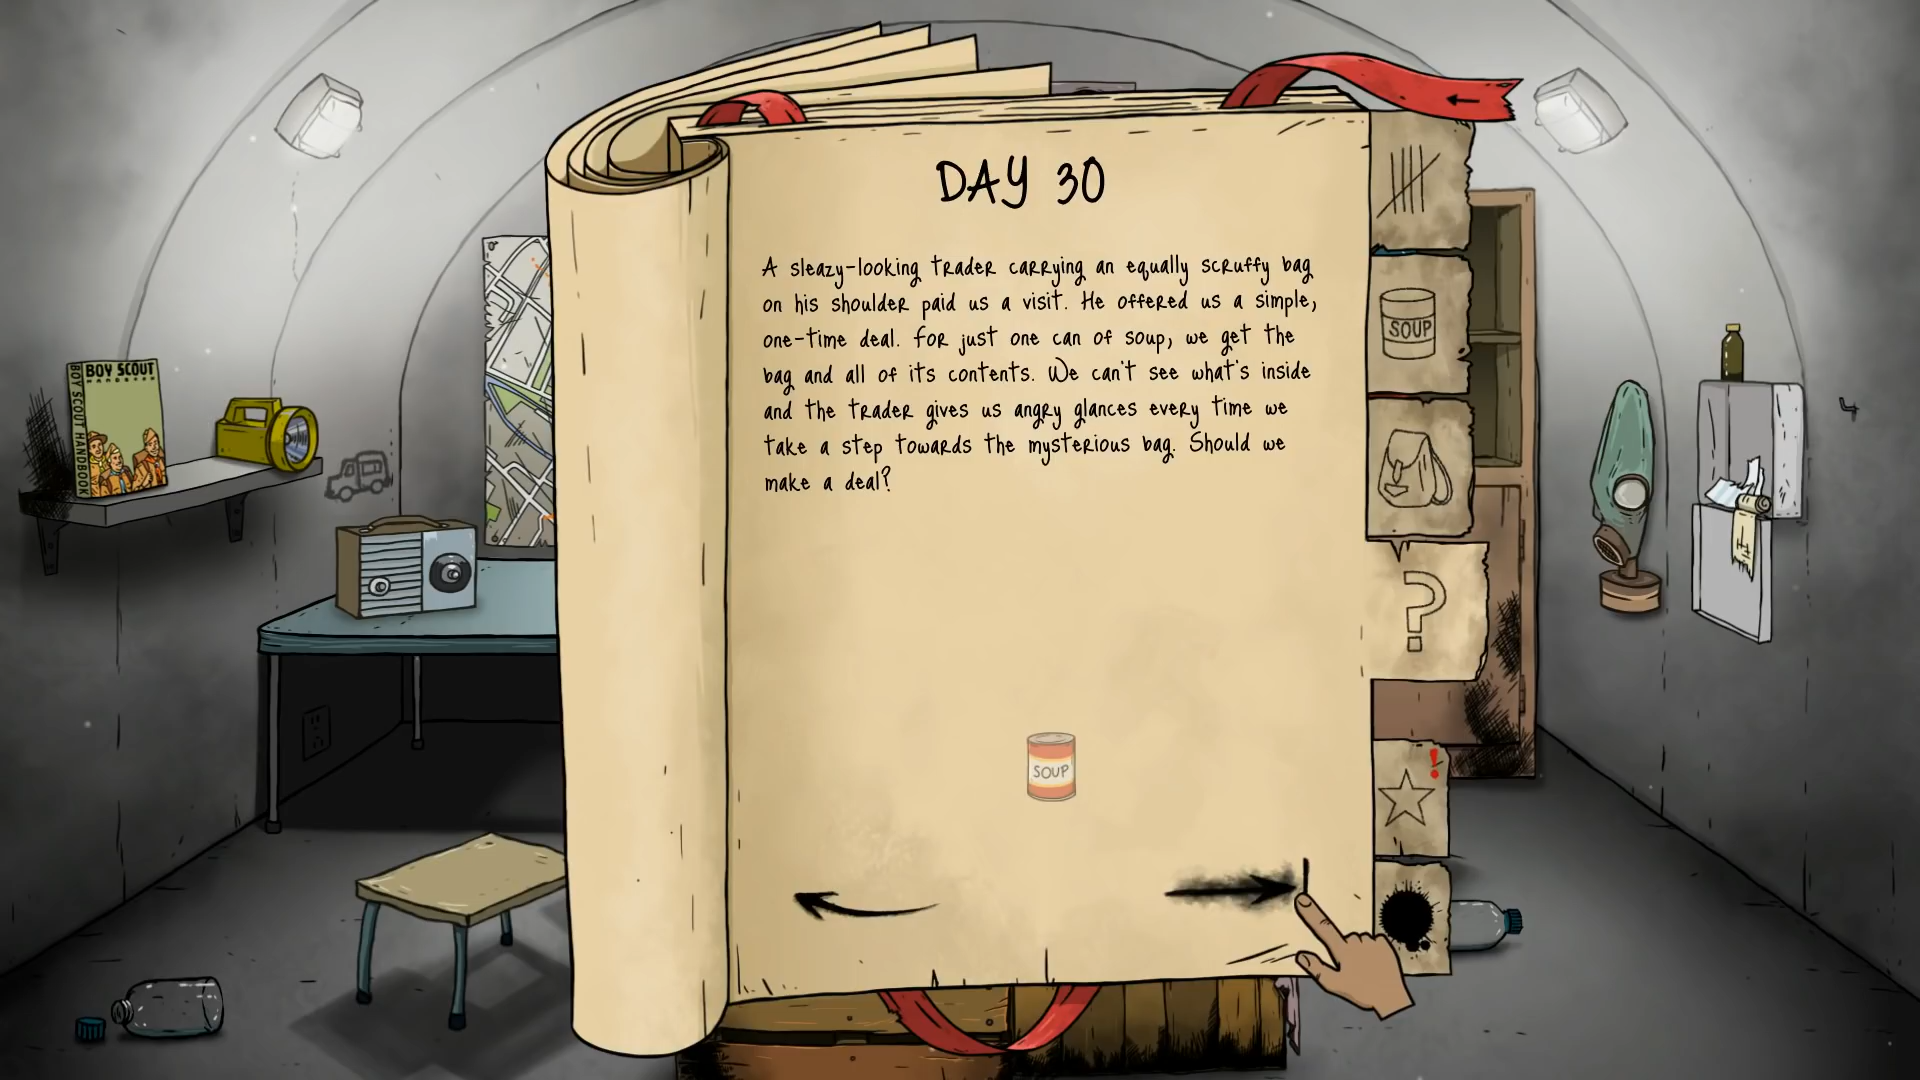 DAY 30
A sleazy-looking trader carrying an equally scruffy bag
on his shoulder paid us a visit. He offered us a simple,
one-time deal. For just one can of soup, we get the
bag and all of its contents. We can't see what's inside
and the trader gives us angry glances every time we
take a step towards the mysterious bag. Should we
make a deal?
SOUP
SOUP
?
!
BOY SCOUT
HANDBOOK
BOY SCOUT HANDBOOK